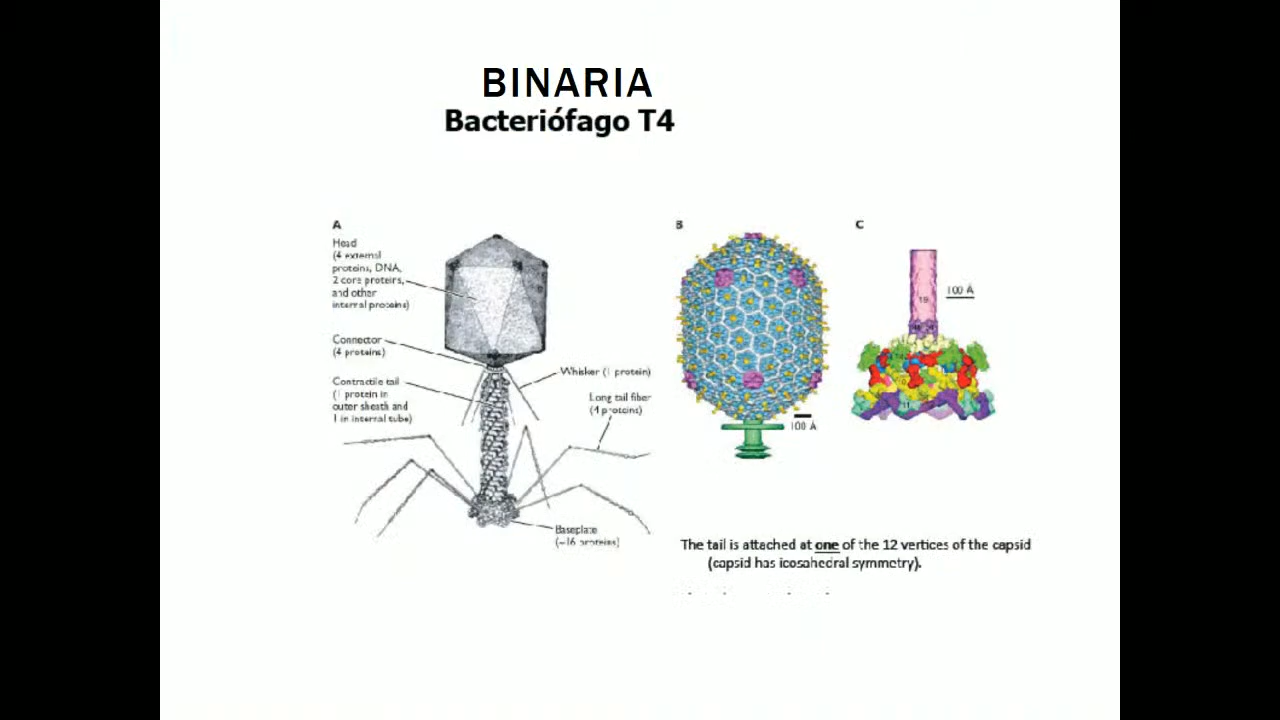 BINARIA
Bacteriófago T4
A
Head
(4 external
proteins, DNA,
2 core proteins,
and other
internal proteins)
Connector
(4 proteins)
Contractile tail
(1 protein in
outer sheath and
1 in internal tube)
Whisker (1 protein)
Long tail fiber
(4 proteins)
Baseplate
(~16 proteins)
B
100 Å
C
19
100 Å
The tail is attached at one of the 12 vertices of the capsid
(capsid has icosahedral symmetry).